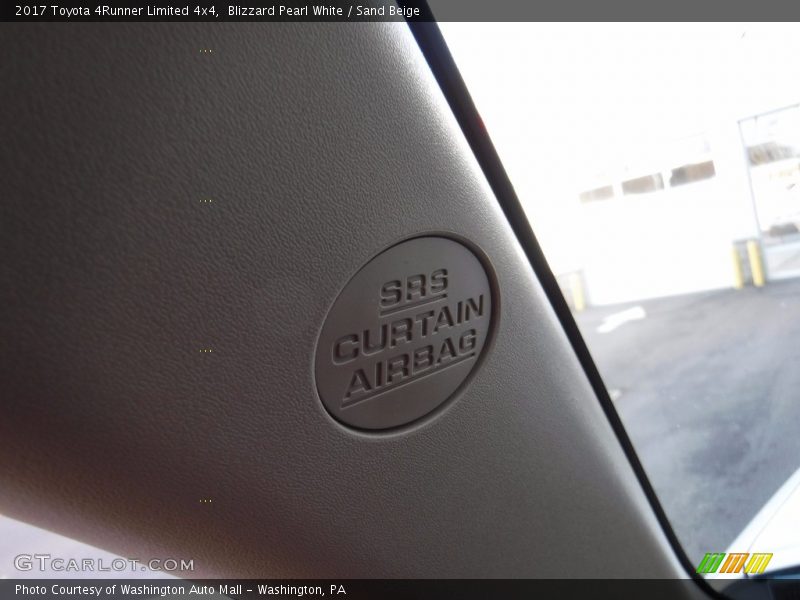 2017 Toyota 4Runner Limited 4x4,  Blizzard Pearl White / Sand Beige
SRS
CURTAIN
AIRBAG
GTCARLOT.COM
Photo Courtesy of Washington Auto Mall - Washington, PA